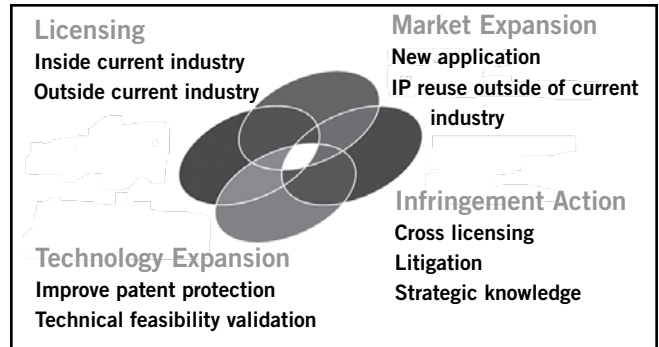 Licensing
Inside current industry
Outside current industry
Market Expansion
New application
IP reuse outside of current
industry
Technology Expansion
Improve patent protection
Technical feasibility validation
Infringement Action
Cross licensing
Litigation
Strategic knowledge